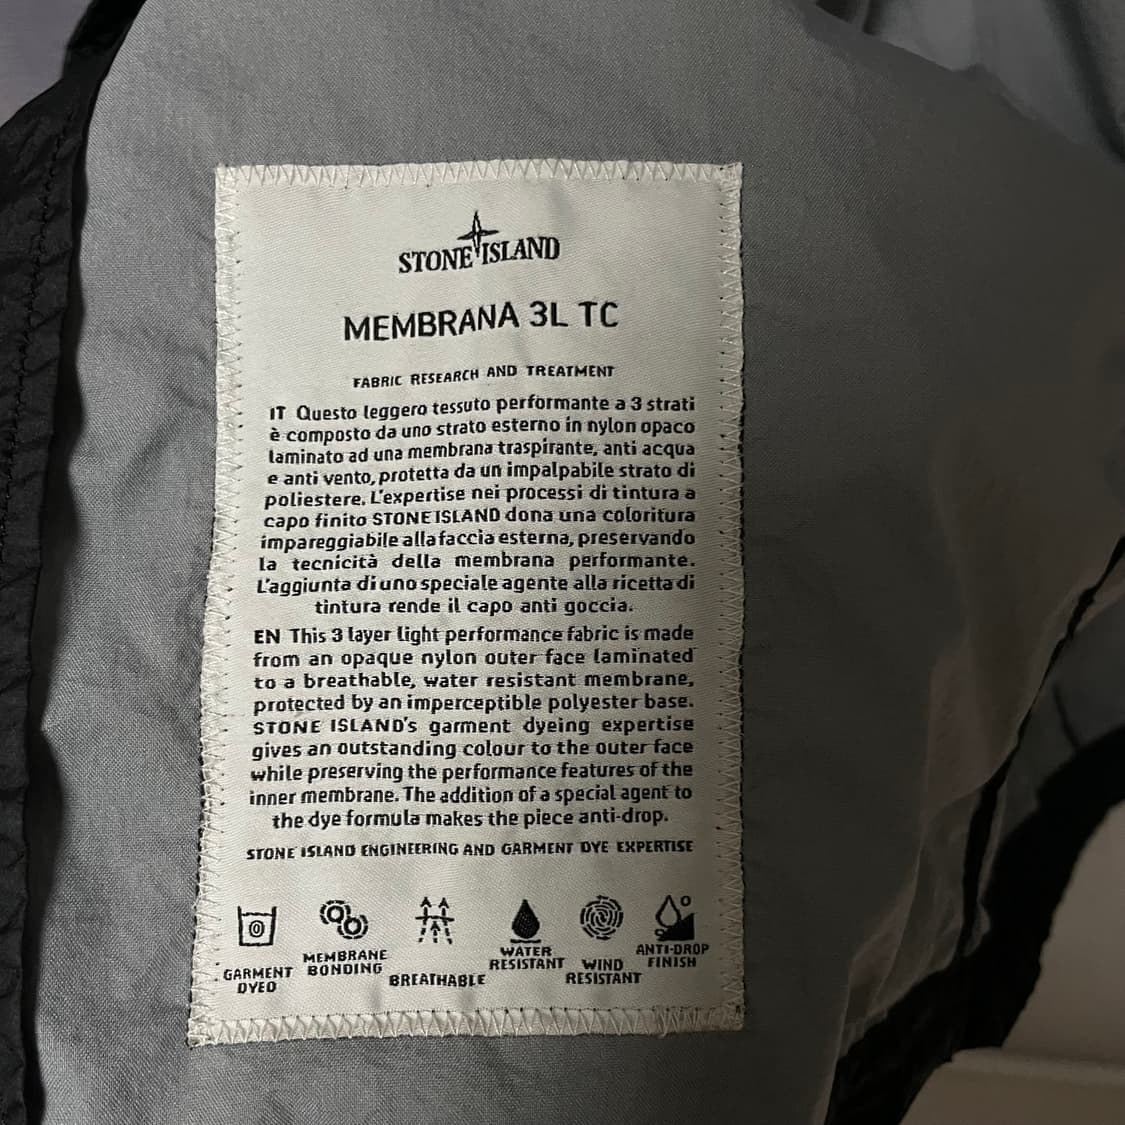 STONE ISLAND
MEMBRANA 3L TC
FABRIC RESEARCH AND TREATMENT
IT Questo leggero tessuto performante a 3 strati
è composto da uno strato esterno in nylon opaco
laminato ad una membrana traspirante, anti acqua
e anti vento, protetta da un impalpabile strato di
poliestere. L'expertise nei processi di tintura a
capo finito STONE ISLAND dona una coloritura
impareggiabile alla faccia esterna, preservando
la tecnicità della membrana performante.
L'aggiunta di uno speciale agente alla ricetta di
tintura rende il capo anti goccia.
EN This 3 layer light performance fabric is made
from an opaque nylon outer face laminated
to a breathable, water resistant membrane,
protected by an imperceptible polyester base.
STONE ISLAND's garment dyeing expertise
gives an outstanding colour to the outer face
while preserving the performance features of the
inner membrane. The addition of a special agent to
the dye formula makes the piece anti-drop.
STONE ISLAND ENGINEERING AND GARMENT DYE EXPERTISE
GARMENT
DYED
MEMBRANE
BONDING
BREATHABLE
WATER
RESISTANT
WIND
RESISTANT
ANTI-DROP
FINISH